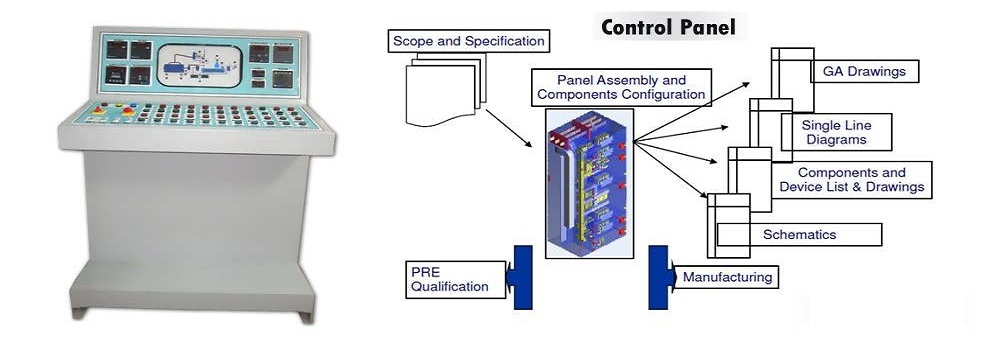 Control Panel
Scope and Specification
Panel Assembly and
Components Configuration
GA Drawings
Single Line
Diagrams
Components and
Device List & Drawings
Schematics
PRE
Qualification
Manufacturing